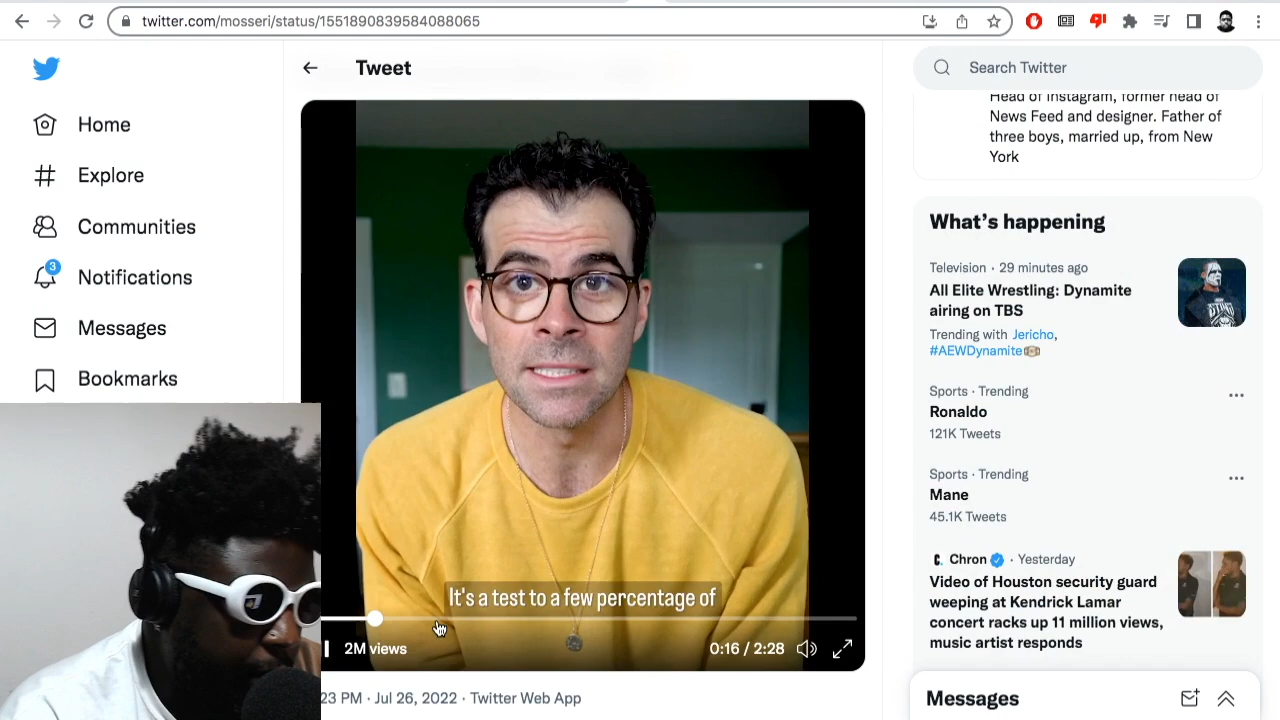 twitter.com/mosseri/status/1551890839584088065
Tweet
Search Twitter
Home
Explore
Communities
3
Notifications
Messages
Bookmarks
It's a test to a few percentage of
2M views
0:16 / 2:28
23 PM · Jul 26, 2022 · Twitter Web App
Head of Instagram, former head of
News Feed and designer. Father of
three boys, married up, from New
York
What's happening
Television · 29 minutes ago
All Elite Wrestling: Dynamite
airing on TBS
Trending with Jericho,
#AEWDynamite
Sports · Trending
Ronaldo
121K Tweets
Sports · Trending
Mane
45.1K Tweets
Chron · Yesterday
Video of Houston security guard
weeping at Kendrick Lamar
concert racks up 11 million views,
music artist responds
Messages